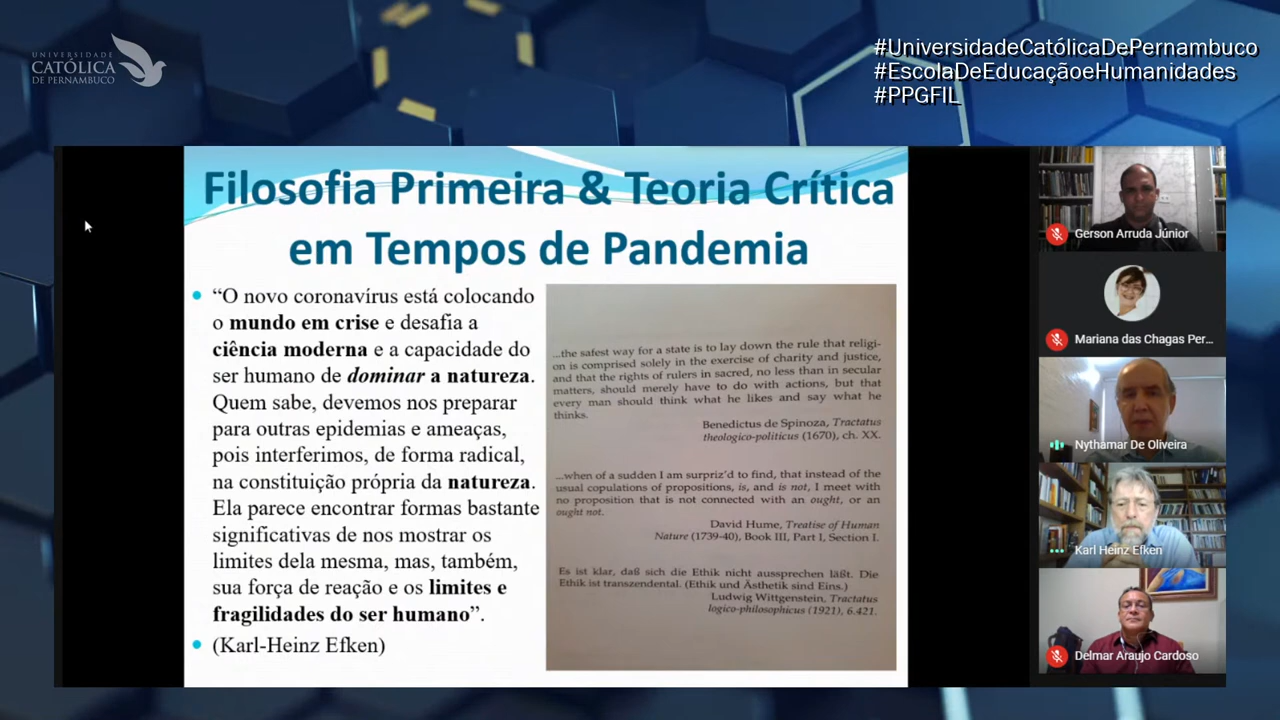 UNIVERSIDADE
CATÓLICA
DE PERNAMBUCO
#UniversidadeCatólicaDePernambuco
#EscolaDeEducaçãoeHumanidades
#PPGFIL
Filosofia Primeira & Teoria Crítica
em Tempos de Pandemia
“O novo coronavírus está colocando
o mundo em crise e desafia a
ciência moderna e a capacidade do
ser humano de dominar a natureza.
Quem sabe, devemos nos preparar
para outras epidemias e ameaças,
pois interferimos, de forma radical,
na constituição própria da natureza.
Ela parece encontrar formas bastante
significativas de nos mostrar os
limites dela mesma, mas, também,
sua força de reação e os limites e
fragilidades do ser humano”.
(Karl-Heinz Efken)
...the safest way for a state is to lay down the rule that religi-
on is comprised solely in the exercise of charity and justice,
and that the rights of rulers in sacred, no less than in secular
matters, should merely have to do with actions, but that
every man should think what he likes and say what he
thinks.
Benedictus de Spinoza, Tractatus
theologico-politicus (1670), ch. XX.
...when of a sudden I am surpriz'd to find, that instead of the
usual copulations of propositions, is, and is not, I meet with
no proposition that is not connected with an ought, or an
ought not.
David Hume, Treatise of Human
Nature (1739-40), Book III, Part I, Section I.
Es ist klar, daß sich die Ethik nicht aussprechen läßt. Die
Ethik ist transzendental. (Ethik und Ästhetik sind Eins.)
Ludwig Wittgenstein, Tractatus
logico-philosophicus (1921), 6.421.
Gerson Arruda Júnior
Mariana das Chagas Per...
Nythamar De Oliveira
Karl Heinz Efken
Delmar Araujo Cardoso